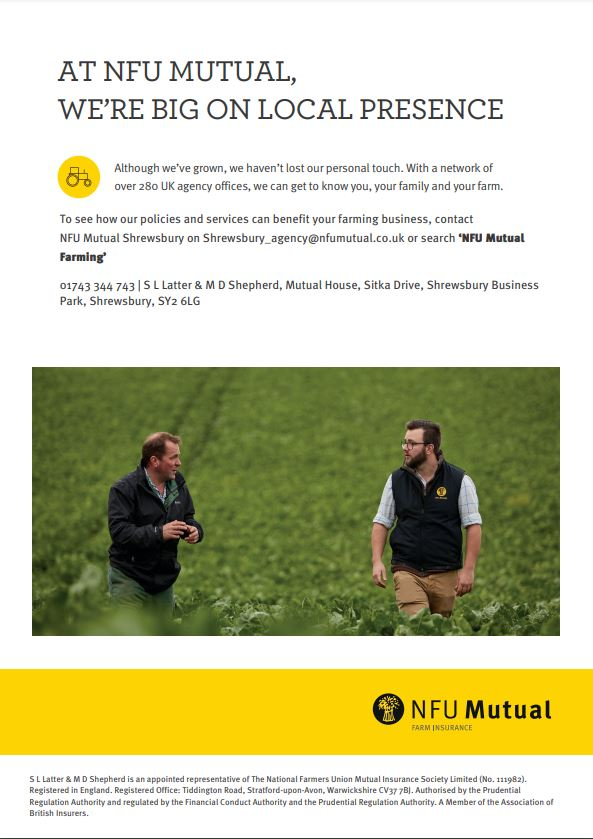 AT NFU MUTUAL,
WE'RE BIG ON LOCAL PRESENCE
Although we've grown, we haven't lost our personal touch. With a network of
over 280 UK agency offices, we can get to know you, your family and your farm.
To see how our policies and services can benefit your farming business, contact
NFU Mutual Shrewsbury on Shrewsbury_agency@nfumutual.co.uk or search ‘NFU Mutual
Farming’
01743 344 743 | S L Latter & M D Shepherd, Mutual House, Sitka Drive, Shrewsbury Business
Park, Shrewsbury, SY2 6LG
NFU Mutual
FARM INSURANCE
S L Latter & M D Shepherd is an appointed representative of The National Farmers Union Mutual Insurance Society Limited (No. 111982).
Registered in England. Registered Office: Tiddington Road, Stratford-upon-Avon, Warwickshire CV37 7BJ. Authorised by the Prudential
Regulation Authority and regulated by the Financial Conduct Authority and the Prudential Regulation Authority. A Member of the Association of
British Insurers.